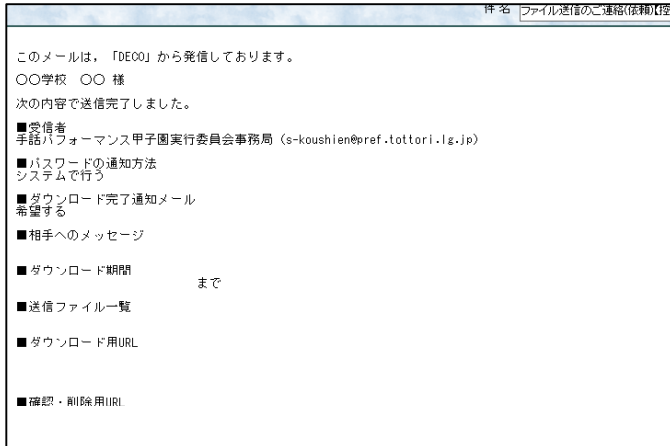 件 名 ファイル送信のご連絡(依頼)【控
このメールは，「DECO」から発信しております。
○○学校　○○ 様
次の内容で送信完了しました。
■受信者
手話パフォーマンス甲子園実行委員会事務局 (s-koushien@pref.tottori.lg.jp)
■パスワードの通知方法
システムで行う
■ダウンロード完了通知メール
希望する
■相手へのメッセージ
■ダウンロード期間
まで
■送信ファイル一覧
■ダウンロード用URL
■確認・削除用URL